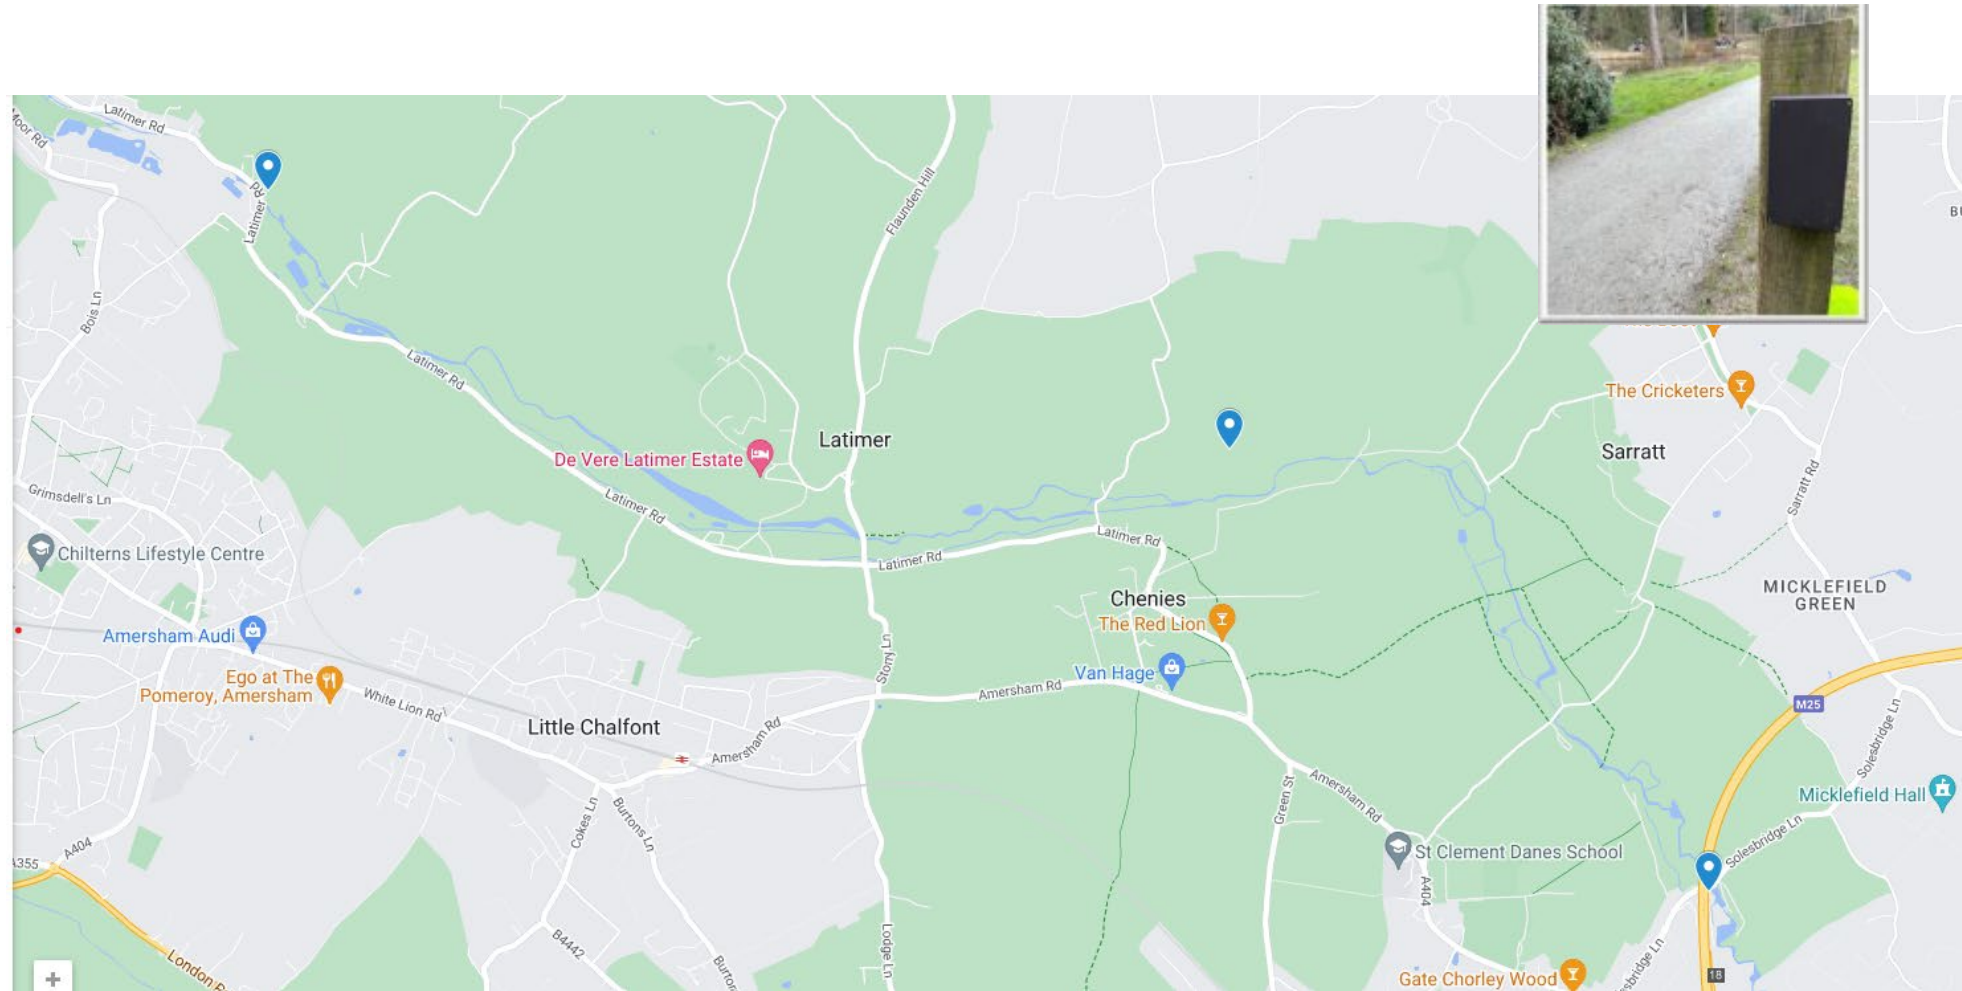 Latimer Rd
Moor Rd
Latimer Rd
Flaunden Hill
Bois Ln
Latimer Rd
The Cricketers
Latimer
Sarratt
De Vere Latimer Estate
Sarratt Rd
Grimsdell's Ln
Latimer Rd
Chilterns Lifestyle Centre
Latimer Rd
Latimer Rd
MICKLEFIELD
GREEN
Chenies
The Red Lion
Amersham Audi
Stony Ln
Van Hage
Ego at The
Pomeroy, Amersham
White Lion Rd
Amersham Rd
M25
Little Chalfont
Amersham Rd
Solesbridge Ln
Green St
Amersham Rd
Micklefield Hall
Cokes Ln
Burtons Ln
Solesbridge Ln
A404
St Clement Danes School
A355
A404
B4442
Lodge Ln
London R
Gate Chorley Wood
18